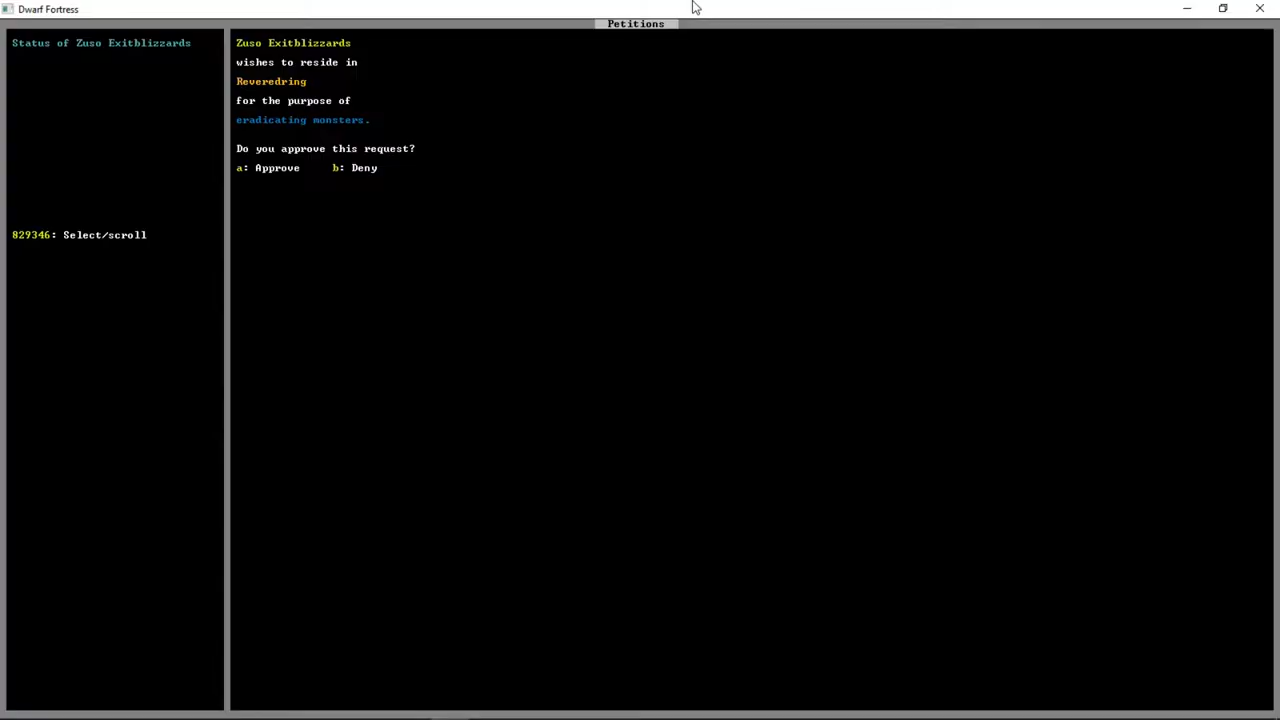 Dwarf Fortress
Petitions
Status of Zuso Exitblizzards
829346: Select/scroll
Zuso Exitblizzards
wishes to reside in
Reveredring
for the purpose of
eradicating monsters.
Do you approve this request?
a: Approve b: Deny